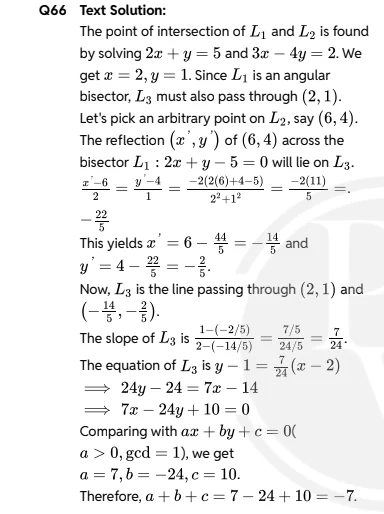 Q66 Text Solution:
The point of intersection of L₁ and L₂ is found
by solving 2x + y = 5 and 3x − 4y = 2. We
get x = 2, y = 1. Since L₁ is an angular
bisector, L₃ must also pass through (2, 1).
Let's pick an arbitrary point on L₂, say (6, 4).
The reflection (x', y') of (6, 4) across the
bisector L₁ : 2x + y − 5 = 0 will lie on L₃.
(x'−6)/2 = (y'−4)/1 = (−2(2(6)+4−5))/(2²+1²) = (−2(11))/5 =.
−22/5
This yields x' = 6 − 44/5 = −14/5 and
y' = 4 − 22/5 = −2/5.
Now, L₃ is the line passing through (2, 1) and
(−14/5, −2/5).
The slope of L₃ is (1−(−2/5))/(2−(−14/5)) = (7/5)/(24/5) = 7/24.
The equation of L₃ is y − 1 = 7/24(x − 2)
⟹ 24y − 24 = 7x − 14
⟹ 7x − 24y + 10 = 0
Comparing with ax + by + c = 0(
a > 0, gcd = 1), we get
a = 7, b = −24, c = 10.
Therefore, a + b + c = 7 − 24 + 10 = −7.